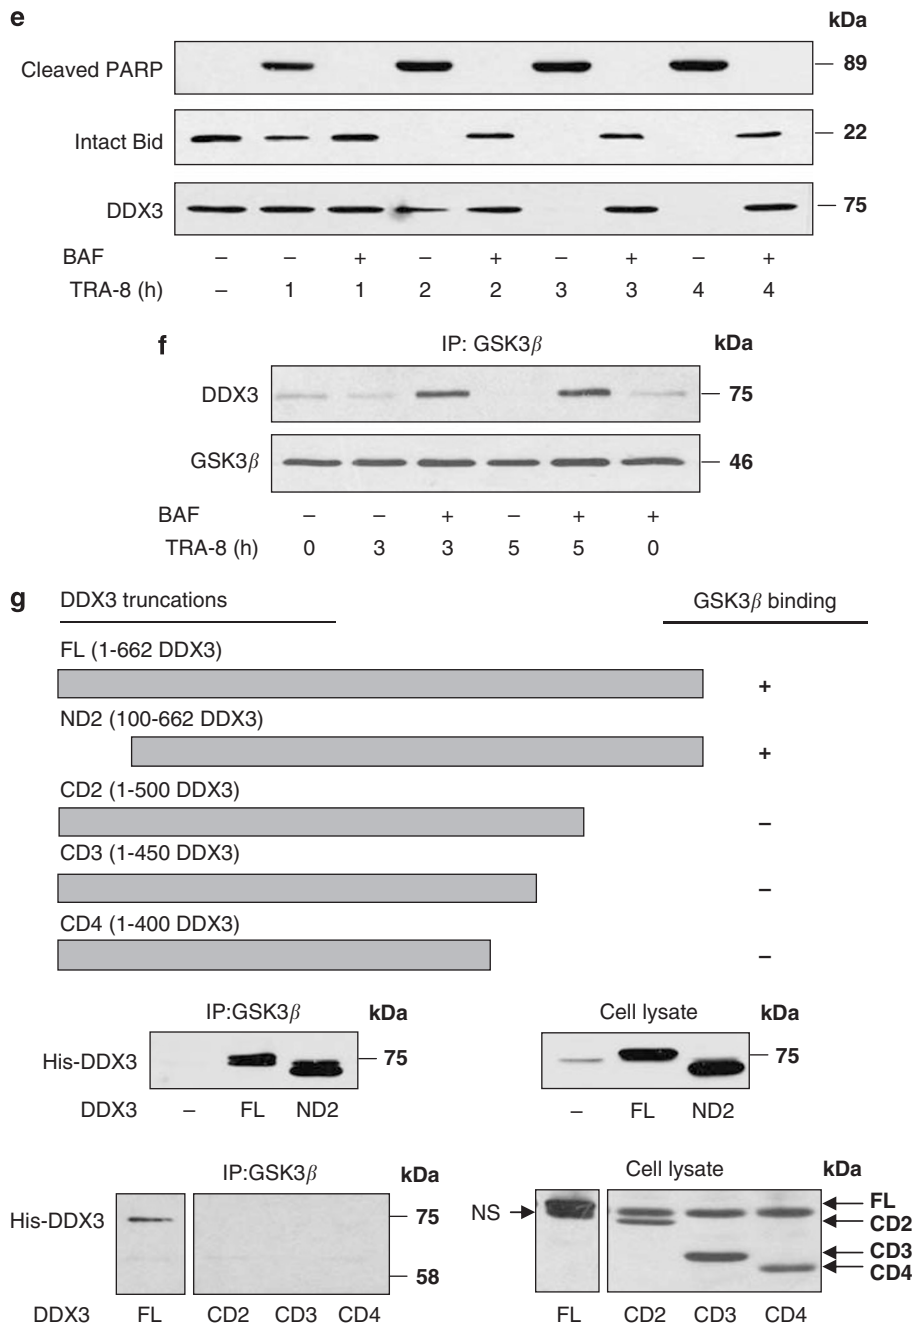 e
kDa
Cleaved PARP
89
Intact Bid
22
DDX3
75
BAF – – + – + – + – +
TRA-8 (h) – 1 1 2 2 3 3 4 4
f
IP: GSK3β
kDa
DDX3
75
GSK3β
46
BAF – – + – + +
TRA-8 (h) 0 3 3 5 5 0
g
DDX3 truncations
GSK3β binding
FL (1-662 DDX3)
+
ND2 (100-662 DDX3)
+
CD2 (1-500 DDX3)
–
CD3 (1-450 DDX3)
–
CD4 (1-400 DDX3)
–
IP:GSK3β
kDa
His-DDX3
75
DDX3 – FL ND2
Cell lysate
kDa
75
– FL ND2
IP:GSK3β
kDa
His-DDX3
75
58
DDX3 FL CD2 CD3 CD4
Cell lysate
kDa
NS
FL
CD2
CD3
CD4
FL CD2 CD3 CD4